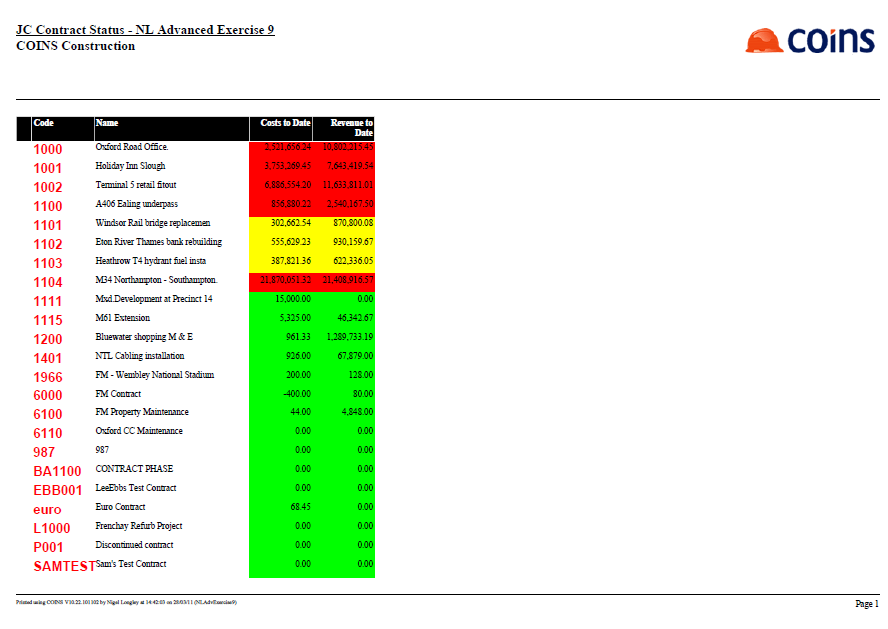 JC Contract Status - NL Advanced Exercise 9
COINS Construction
coins
Code Name Costs to Date Revenue to Date
1000 Oxford Road Office. 2,521,656.24 10,802,215.45
1001 Holiday Inn Slough 3,753,269.45 7,643,419.54
1002 Terminal 5 retail fitout 6,886,554.20 11,633,811.01
1100 A406 Ealing underpass 856,880.22 2,540,167.50
1101 Windsor Rail bridge replacemen 302,662.54 870,800.08
1102 Eton River Thames bank rebuilding 555,629.23 930,159.67
1103 Heathrow T4 hydrant fuel insta 387,821.36 622,336.05
1104 M34 Northampton - Southampton. 21,870,051.32 21,408,916.57
1111 Mxd.Development at Precinct 14 15,000.00 0.00
1115 M61 Extension 5,325.00 46,342.67
1200 Bluewater shopping M & E 961.33 1,289,733.19
1401 NTL Cabling installation 926.00 67,879.00
1966 FM - Wembley National Stadium 200.00 128.00
6000 FM Contract -400.00 80.00
6100 FM Property Maintenance 44.00 4,848.00
6110 Oxford CC Maintenance 0.00 0.00
987 987 0.00 0.00
BA1100 CONTRACT PHASE 0.00 0.00
EBB001 LeeEbbs Test Contract 0.00 0.00
euro Euro Contract 68.45 0.00
L1000 Frenchay Refurb Project 0.00 0.00
P001 Discontinued contract 0.00 0.00
SAMTEST Sam's Test Contract 0.00 0.00
Printed using COINS V10.22.101102 by Nigel Longley at 14:42:03 on 28/03/11 (NLAdvExercise9)
Page 1